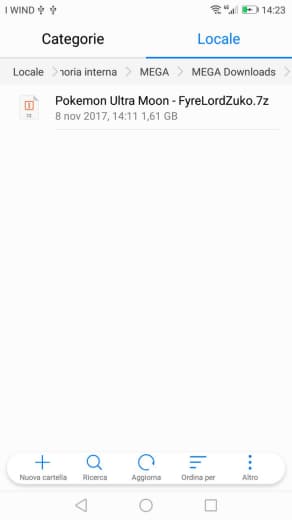 I WIND 14:23
Categorie Locale
Locale noria interna MEGA MEGA Downloads
Pokemon Ultra Moon - FyreLordZuko.7z
8 nov 2017, 14:11 1,61 GB
Nuova cartella Ricerca Aggiorna Ordina per Altro